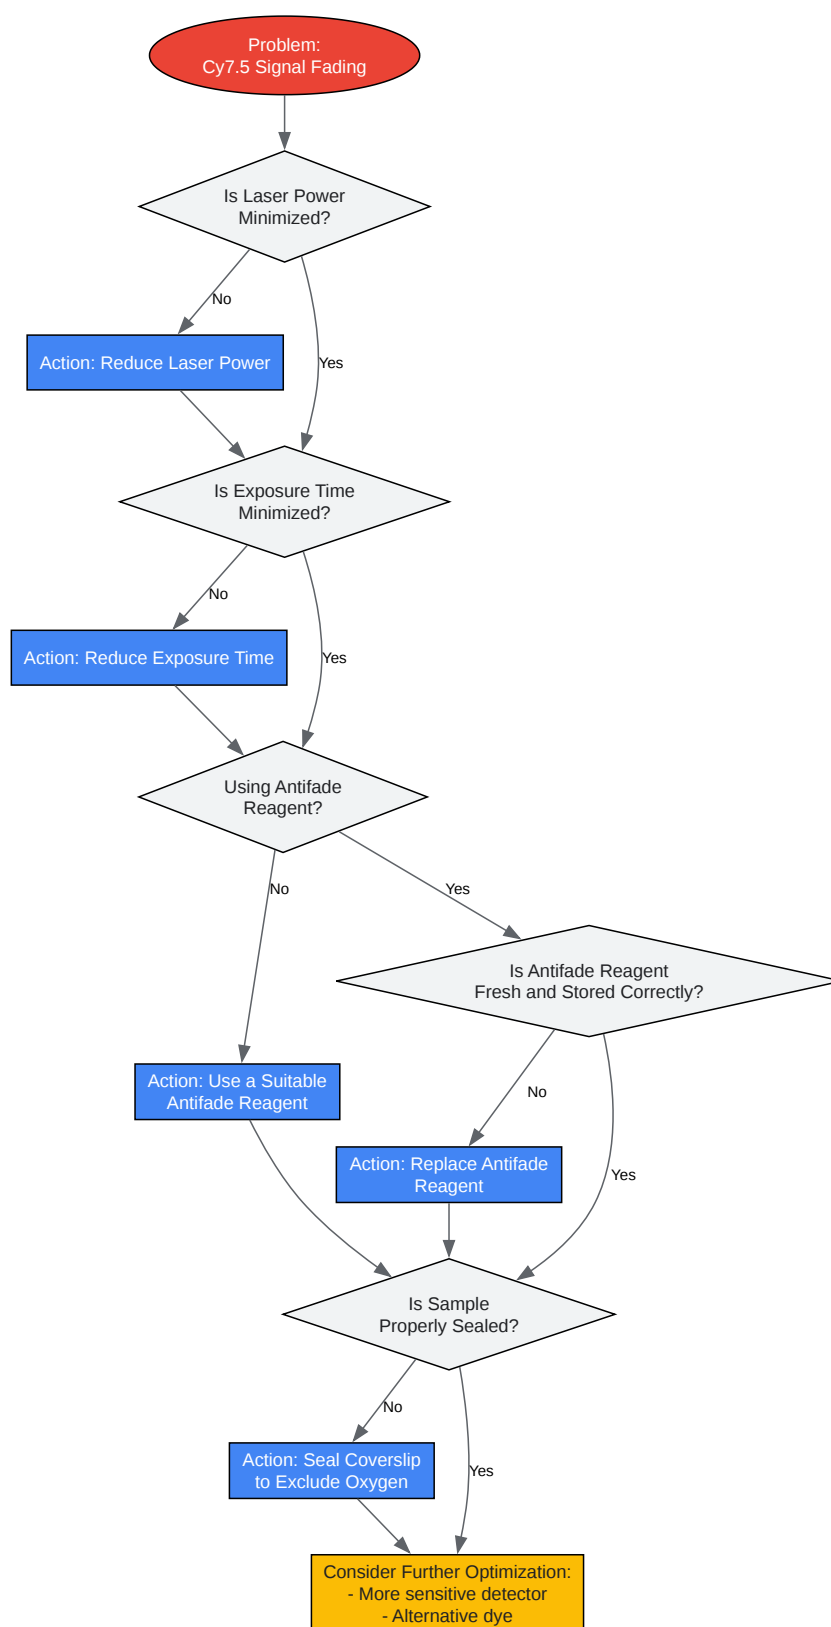 Problem:
Cy7.5 Signal Fading
Is Laser Power
Minimized?
No
Yes
Action: Reduce Laser Power
Is Exposure Time
Minimized?
No
Yes
Action: Reduce Exposure Time
Using Antifade
Reagent?
No
Yes
Is Antifade Reagent
Fresh and Stored Correctly?
Action: Use a Suitable
Antifade Reagent
No
Yes
Action: Replace Antifade
Reagent
Is Sample
Properly Sealed?
No
Yes
Action: Seal Coverslip
to Exclude Oxygen
Consider Further Optimization:
- More sensitive detector
- Alternative dye